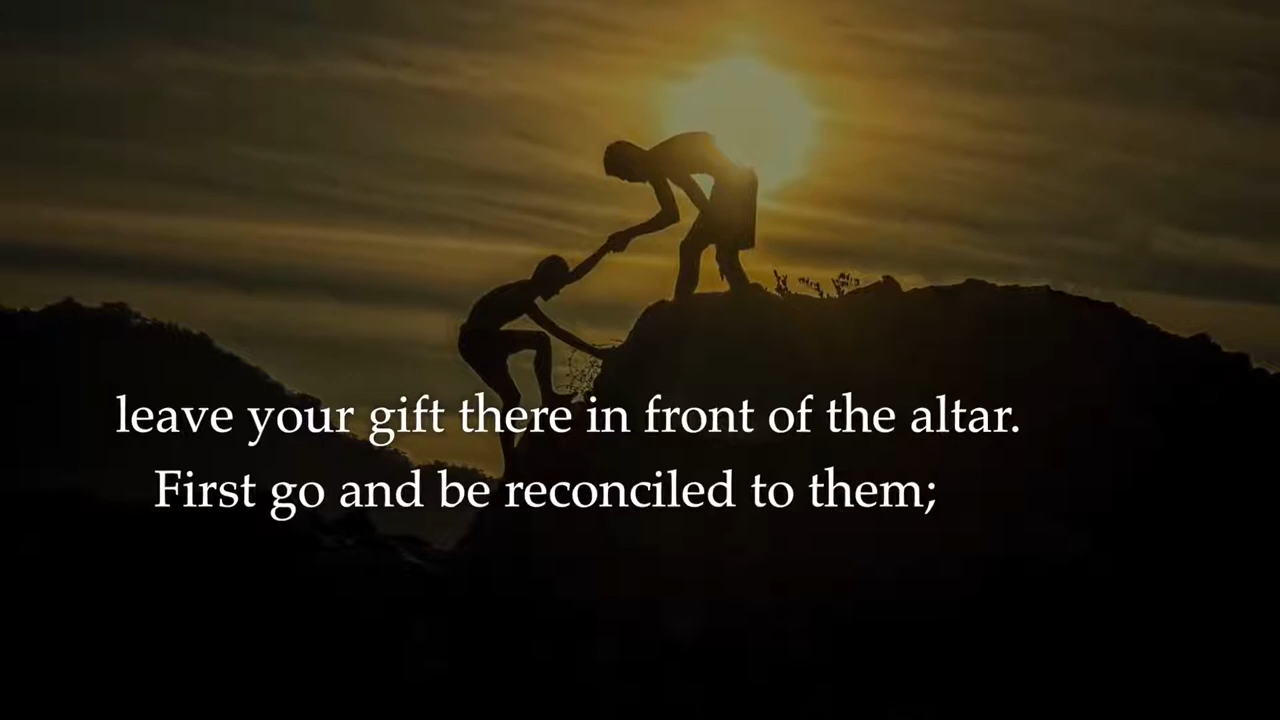 leave your gift there in front of the altar.
First go and be reconciled to them;